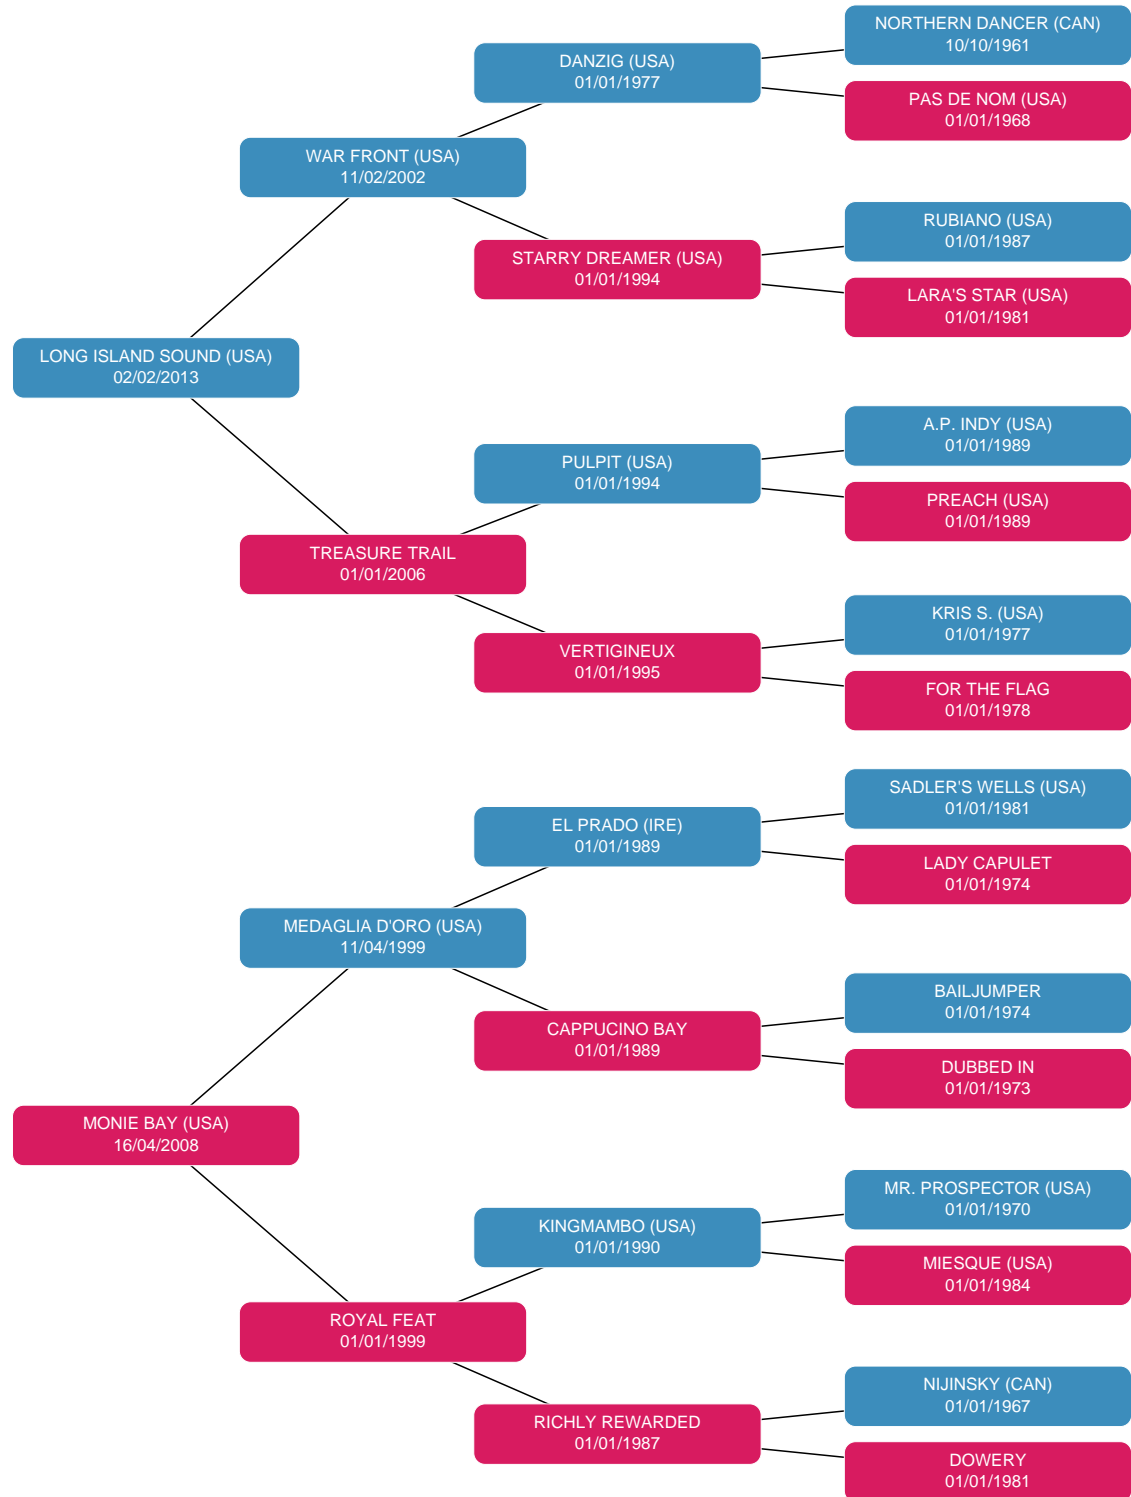 NORTHERN DANCER (CAN)
10/10/1961
DANZIG (USA)
01/01/1977
PAS DE NOM (USA)
01/01/1968
WAR FRONT (USA)
11/02/2002
RUBIANO (USA)
01/01/1987
STARRY DREAMER (USA)
01/01/1994
LARA'S STAR (USA)
01/01/1981
LONG ISLAND SOUND (USA)
02/02/2013
A.P. INDY (USA)
01/01/1989
PULPIT (USA)
01/01/1994
PREACH (USA)
01/01/1989
TREASURE TRAIL
01/01/2006
KRIS S. (USA)
01/01/1977
VERTIGINEUX
01/01/1995
FOR THE FLAG
01/01/1978
SADLER'S WELLS (USA)
01/01/1981
EL PRADO (IRE)
01/01/1989
LADY CAPULET
01/01/1974
MEDAGLIA D'ORO (USA)
11/04/1999
BAILJUMPER
01/01/1974
CAPPUCINO BAY
01/01/1989
DUBBED IN
01/01/1973
MONIE BAY (USA)
16/04/2008
MR. PROSPECTOR (USA)
01/01/1970
KINGMAMBO (USA)
01/01/1990
MIESQUE (USA)
01/01/1984
ROYAL FEAT
01/01/1999
NIJINSKY (CAN)
01/01/1967
RICHLY REWARDED
01/01/1987
DOWERY
01/01/1981